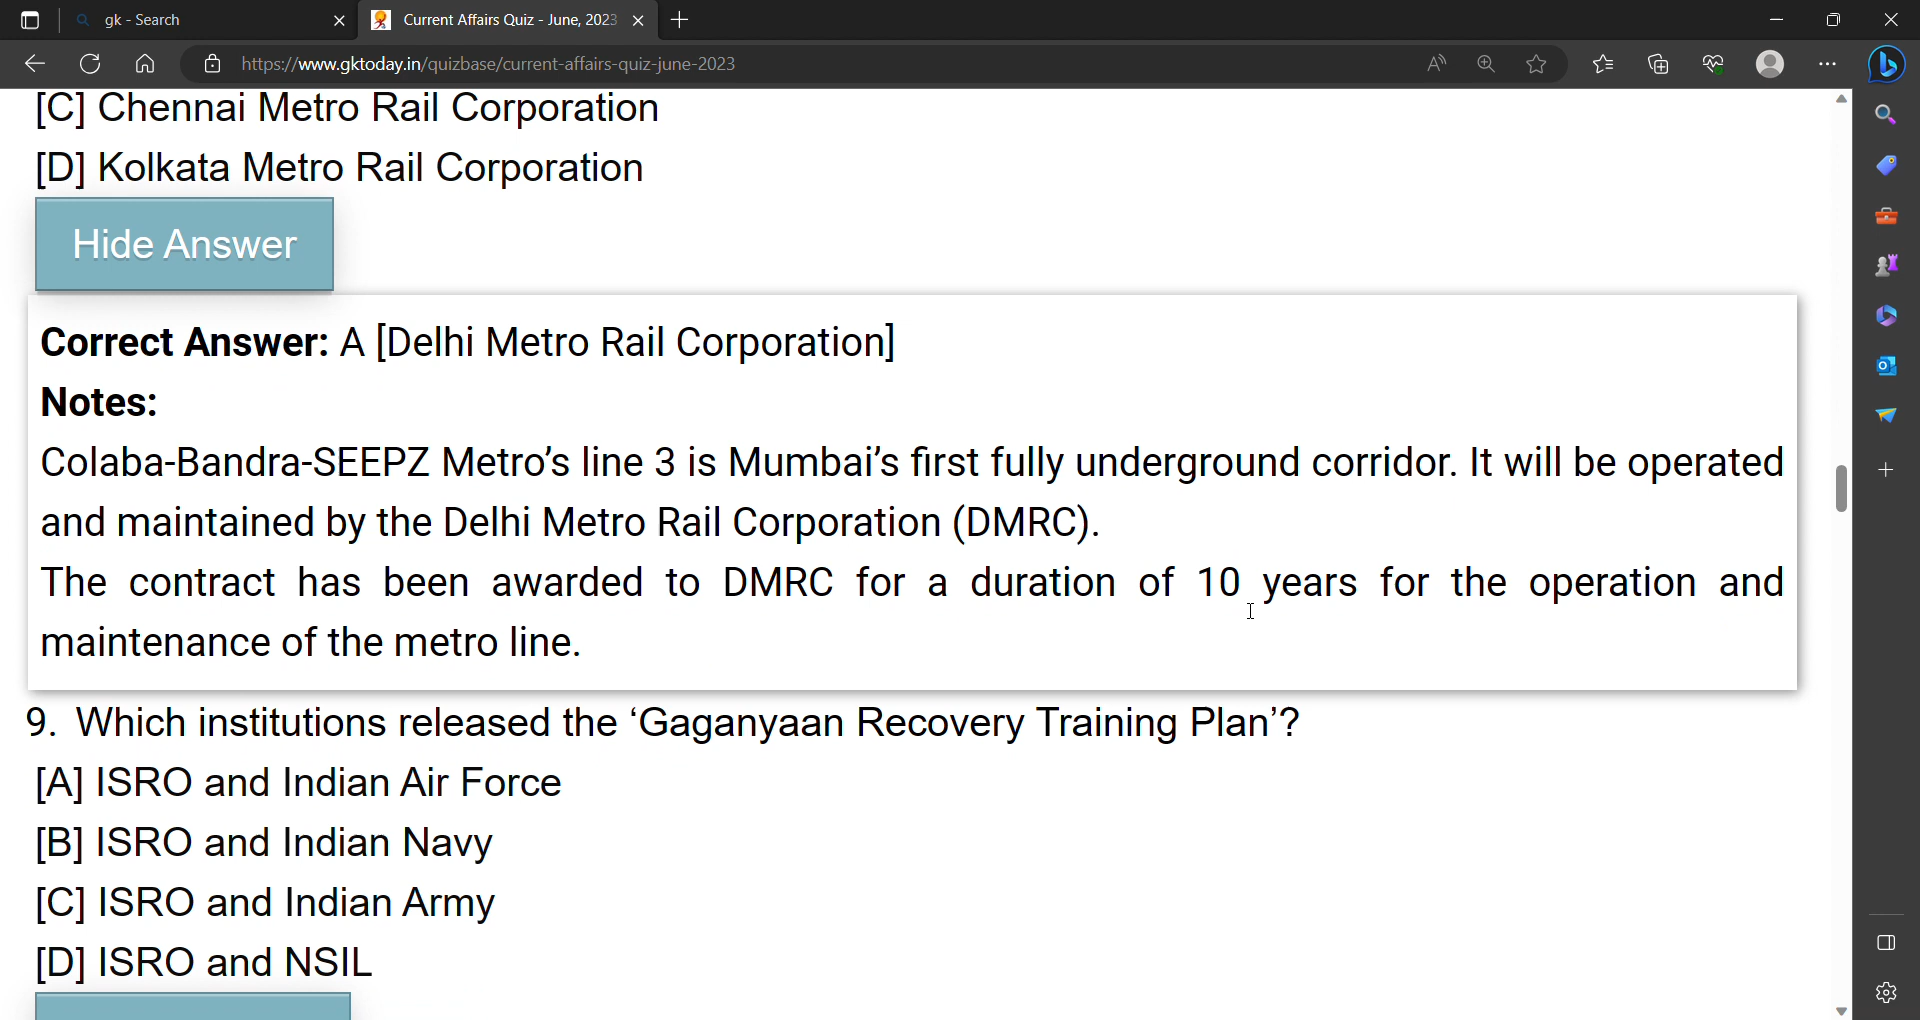 gk - Search
Current Affairs Quiz - June, 2023
https://www.gktoday.in/quizbase/current-affairs-quiz-june-2023
[C] Chennai Metro Rail Corporation
[D] Kolkata Metro Rail Corporation
Hide Answer
Correct Answer: A [Delhi Metro Rail Corporation]
Notes:
Colaba-Bandra-SEEPZ Metro’s line 3 is Mumbai’s first fully underground corridor. It will be operated
and maintained by the Delhi Metro Rail Corporation (DMRC).
The contract has been awarded to DMRC for a duration of 10 years for the operation and
maintenance of the metro line.
9. Which institutions released the ‘Gaganyaan Recovery Training Plan’?
[A] ISRO and Indian Air Force
[B] ISRO and Indian Navy
[C] ISRO and Indian Army
[D] ISRO and NSIL